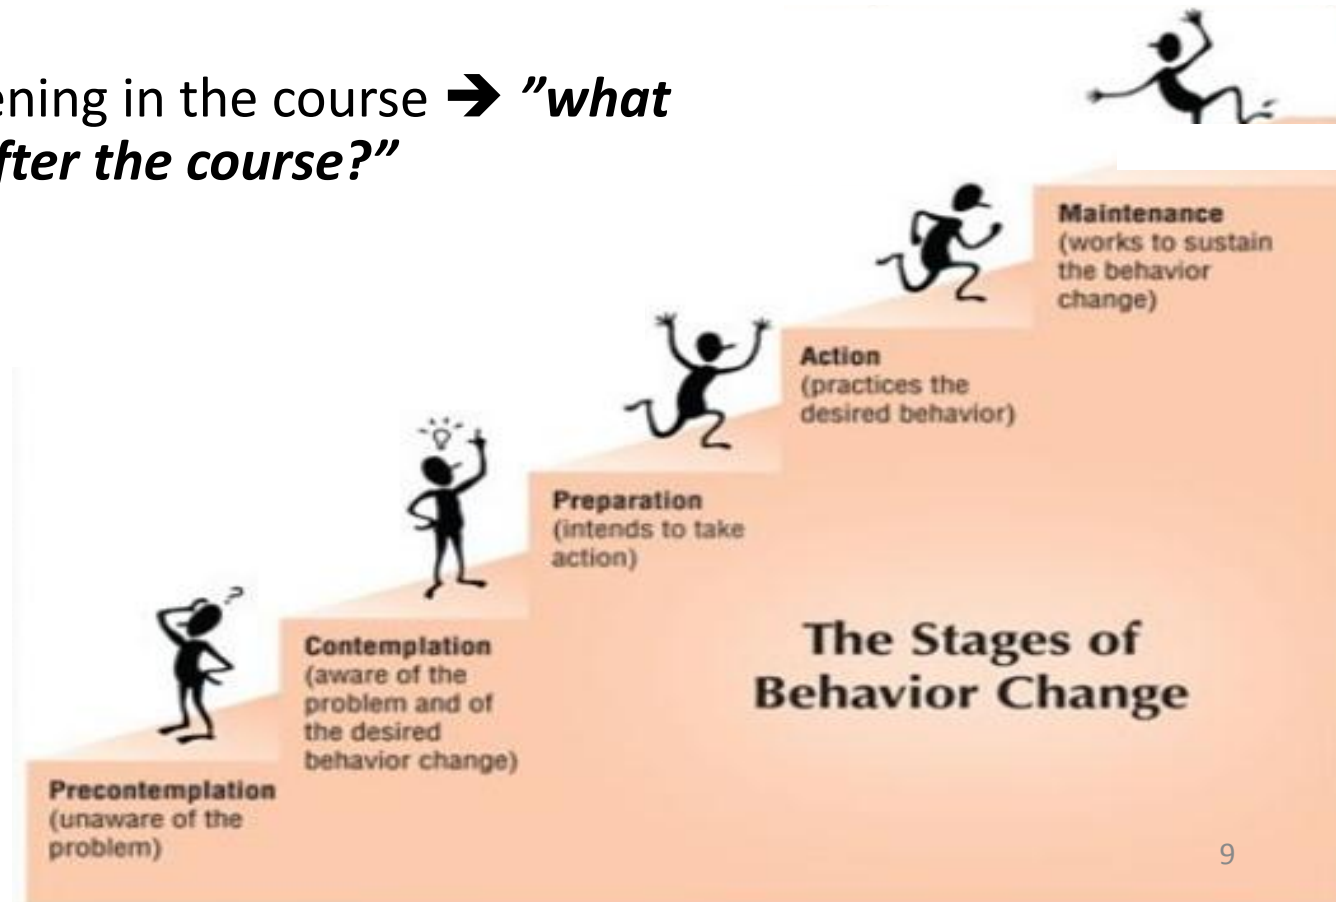 ening in the course ➔ ”what
fter the course?”
Maintenance
(works to sustain
the behavior
change)
Action
(practices the
desired behavior)
Preparation
(intends to take
action)
Contemplation
(aware of the
problem and of
the desired
behavior change)
Precontemplation
(unaware of the
problem)
The Stages of
Behavior Change
?
9